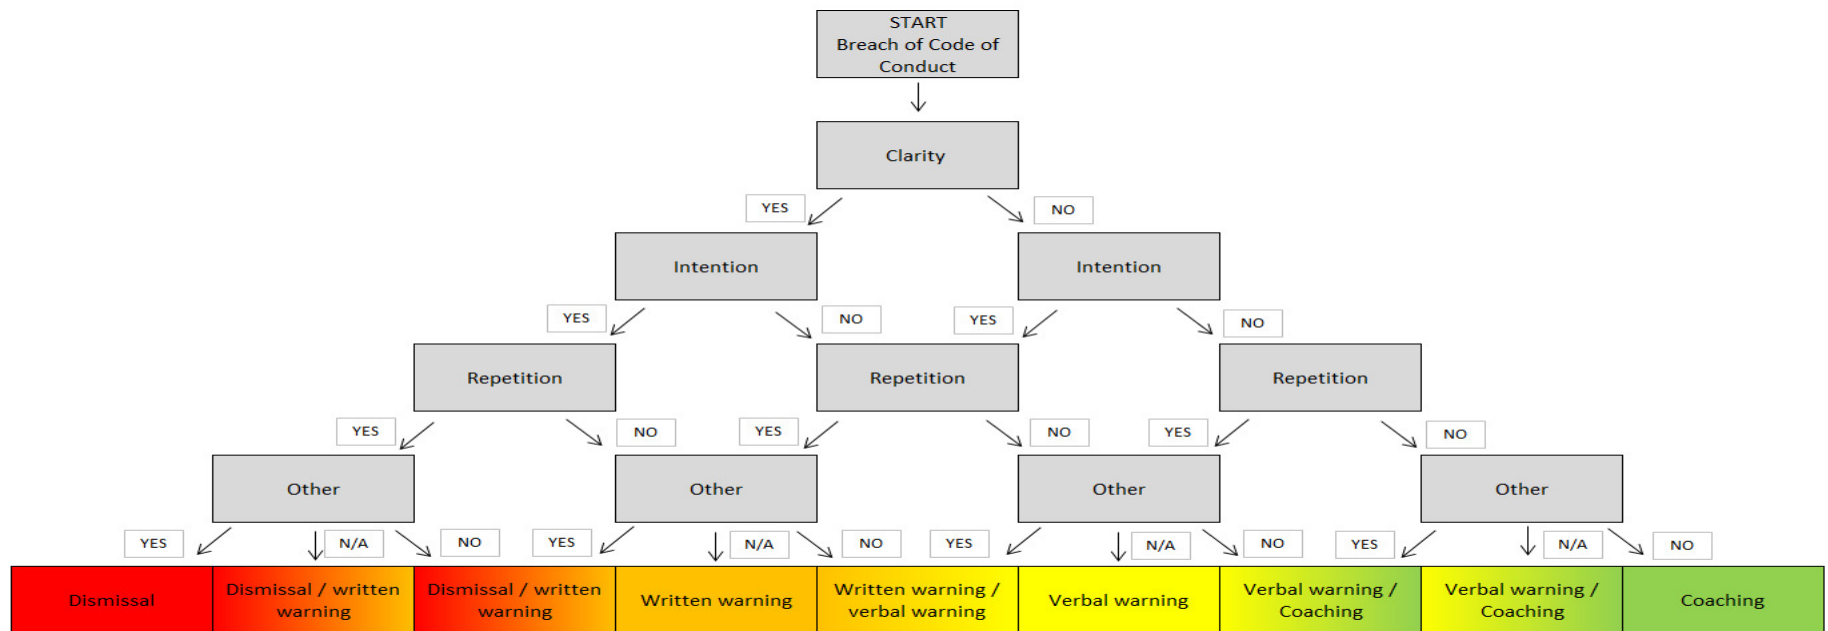 START
Breach of Code of
Conduct
Clarity
YES
NO
Intention
Intention
YES
NO
YES
NO
Repetition
Repetition
Repetition
YES
NO
YES
NO
YES
NO
Other
Other
Other
Other
YES
N/A
NO
YES
N/A
NO
YES
N/A
NO
YES
N/A
NO
Dismissal
Dismissal / written
warning
Dismissal / written
warning
Written warning
Written warning /
verbal warning
Verbal warning
Verbal warning /
Coaching
Verbal warning /
Coaching
Coaching